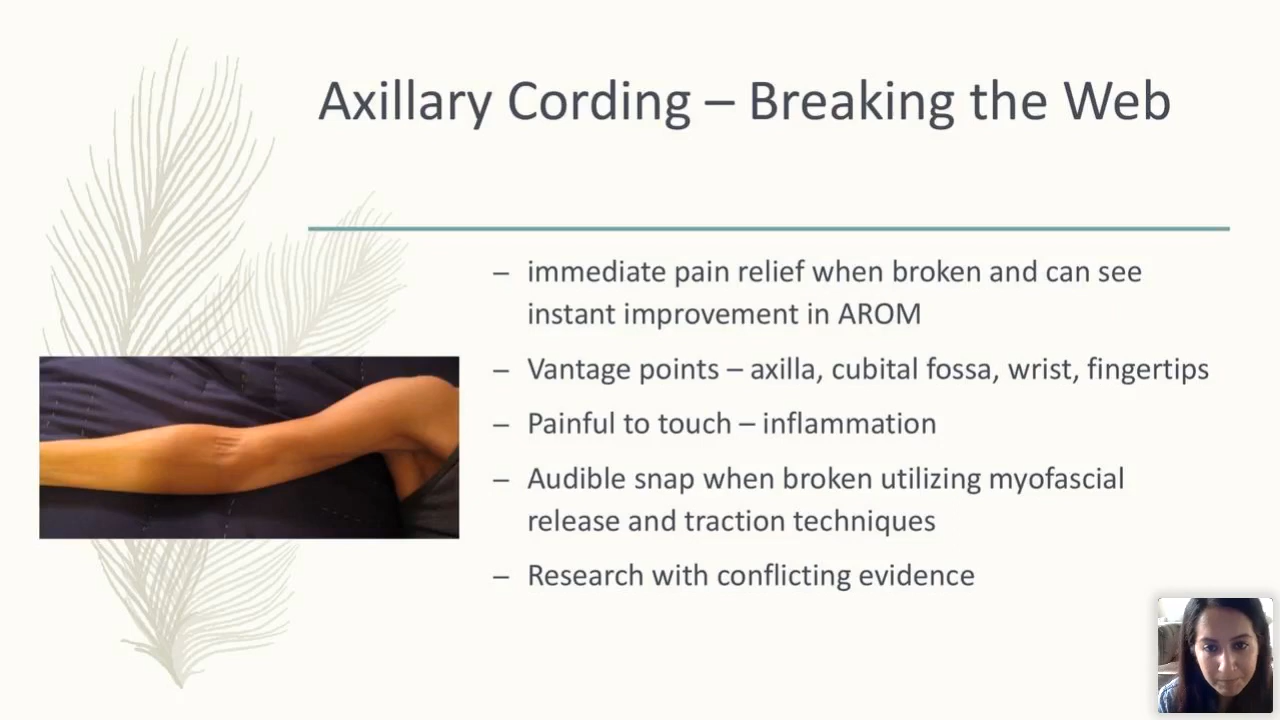 Axillary Cording – Breaking the Web
– immediate pain relief when broken and can see
instant improvement in AROM
– Vantage points – axilla, cubital fossa, wrist, fingertips
– Painful to touch – inflammation
– Audible snap when broken utilizing myofascial
release and traction techniques
– Research with conflicting evidence